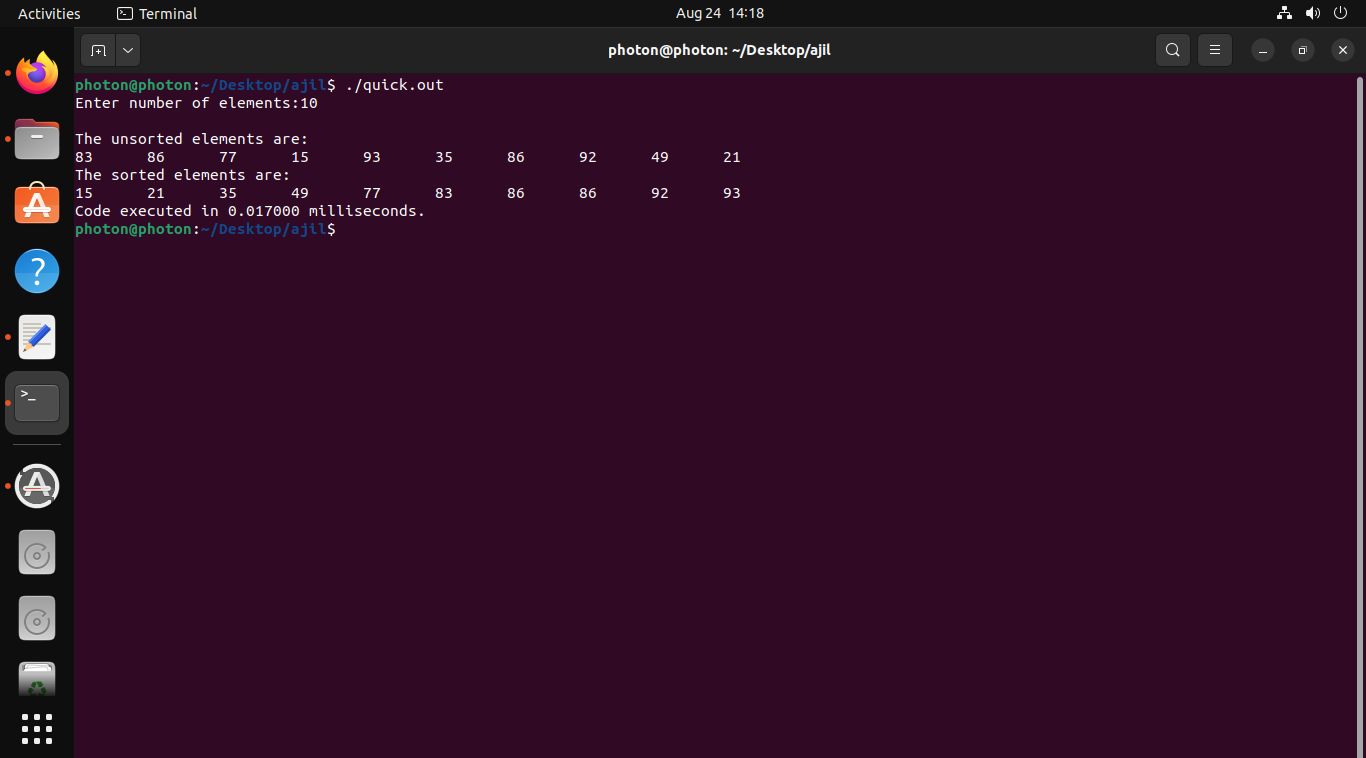 Activities Terminal Aug 24 14:18
photon@photon: ~/Desktop/ajil
photon@photon:~/Desktop/ajil$ ./quick.out
Enter number of elements:10
The unsorted elements are:
83 86 77 15 93 35 86 92 49 21
The sorted elements are:
15 21 35 49 77 83 86 86 92 93
Code executed in 0.017000 milliseconds.
photon@photon:~/Desktop/ajil$